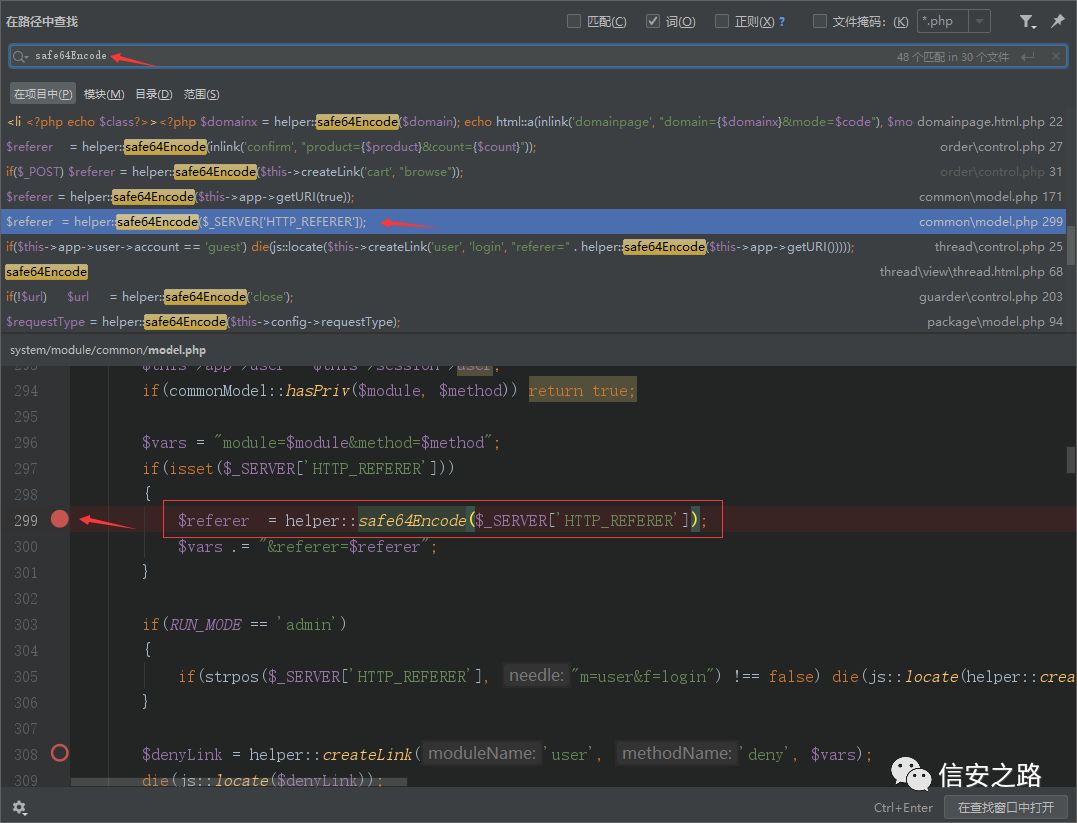 在路径中查找 匹配(C) 词(O) 正则(X) ? 文件掩码: (K) *.php
safe64Encode 48 个匹配 in 30 个文件
在项目中(P) 模块(M) 目录(D) 范围(S)
<li <?php echo $class?>><?php $domainx = helper::safe64Encode($domain); echo html::a(inlink('domainpage', "domain={$domainx}&mode=$code"), $mo domainpage.html.php 22
$referer = helper::safe64Encode(inlink('confirm', "product={$product}&count={$count}")); order\control.php 27
if($_POST) $referer = helper::safe64Encode($this->createLink('cart', "browse")); order\control.php 31
$referer = helper::safe64Encode($this->app->getURI(true)); common\model.php 171
$referer = helper::safe64Encode($_SERVER['HTTP_REFERER']); common\model.php 299
if($this->app->user->account == 'guest') die(js::locate($this->createLink('user', 'login', "referer=" . helper::safe64Encode($this->app->getURI())))); thread\control.php 25
safe64Encode thread\view\thread.html.php 68
if(!$url) $url = helper::safe64Encode('close'); guarder\control.php 203
$requestType = helper::safe64Encode($this->config->requestType); package\model.php 94
system/module/common/model.php
293 $this->app->user = $this->session->user;
294 if(commonModel::hasPriv($module, $method)) return true;
295
296 $vars = "module=$module&method=$method";
297 if(isset($_SERVER['HTTP_REFERER']))
298 {
299 $referer = helper::safe64Encode($_SERVER['HTTP_REFERER']);
300 $vars .= "&referer=$referer";
301 }
302
303 if(RUN_MODE == 'admin')
304 {
305 if(strpos($_SERVER['HTTP_REFERER'], needle: "m=user&f=login") !== false) die(js::locate(helper::crea
306 }
307
308 $denyLink = helper::createLink( moduleName: 'user', methodName: 'deny', $vars);
309 die(js::locate($denyLink));
信安之路
Ctrl+Enter 在查找窗口中打开